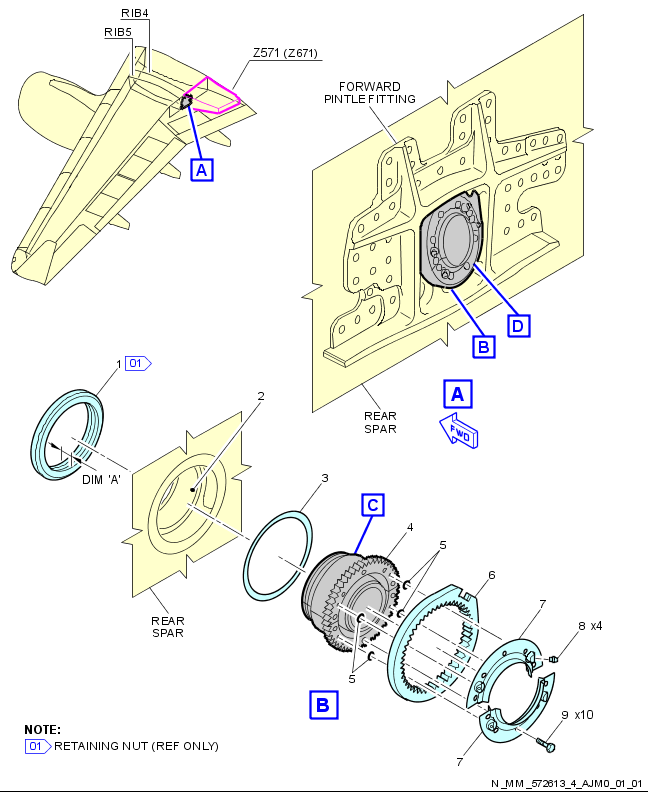 RIB4
RIB5
Z571 (Z671)
A
FORWARD
PINTLE FITTING
D
B
A
FWD
REAR
SPAR
1 01
2
DIM 'A'
3
C
4
5
6
7
8 x4
REAR
SPAR
5
B
9 x10
7
NOTE:
01 RETAINING NUT (REF ONLY)
N_MM_572613_4_AJM0_01_01